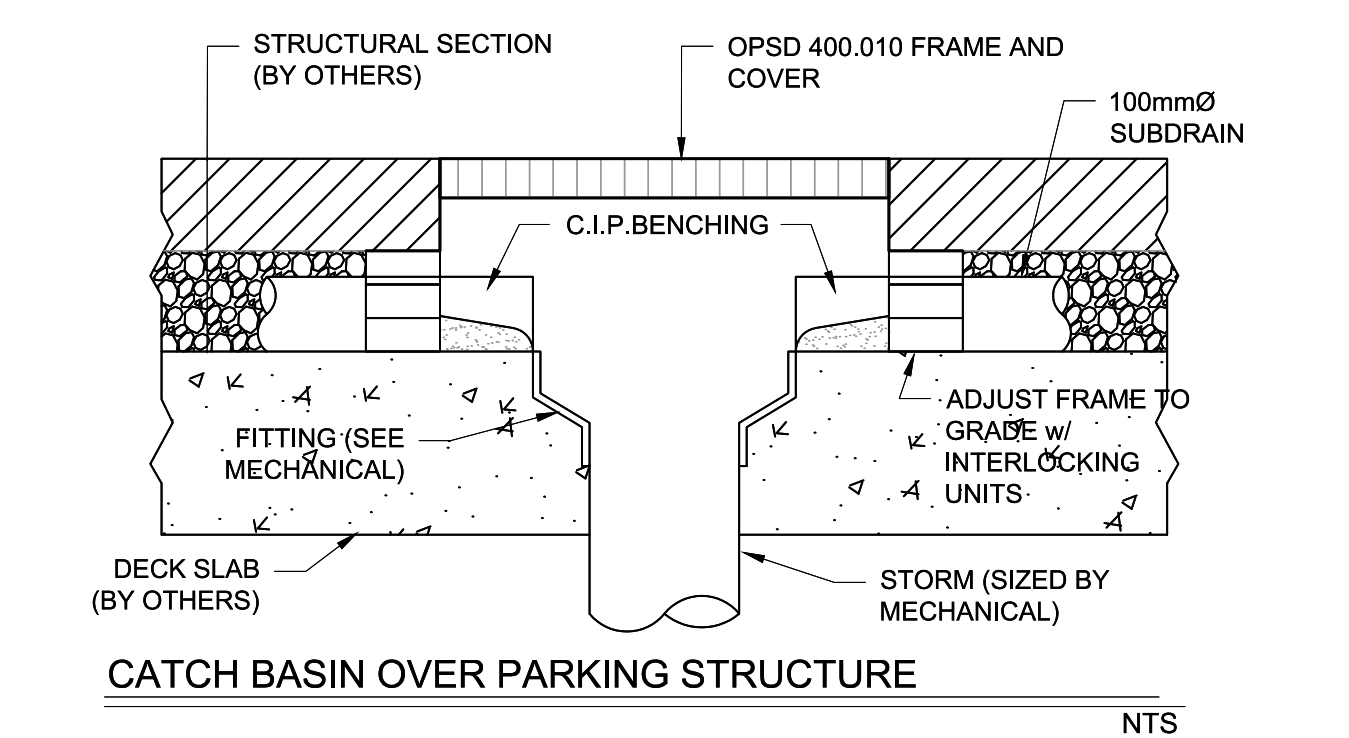 STRUCTURAL SECTION
(BY OTHERS)
OPSD 400.010 FRAME AND
COVER
100mmØ
SUBDRAIN
C.I.P.BENCHING
ADJUST FRAME TO
GRADE w/
INTERLOCKING
UNITS
FITTING (SEE
MECHANICAL)
DECK SLAB
(BY OTHERS)
STORM (SIZED BY
MECHANICAL)
CATCH BASIN OVER PARKING STRUCTURE
NTS